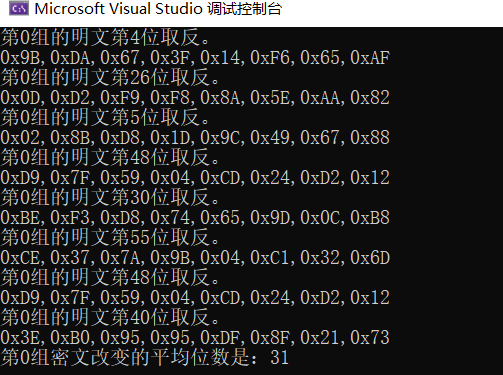 Microsoft Visual Studio 调试控制台
第0组的明文第4位取反。
0x9B,0xDA,0x67,0x3F,0x14,0xF6,0x65,0xAF
第0组的明文第26位取反。
0x0D,0xD2,0xF9,0xF8,0x8A,0x5E,0xAA,0x82
第0组的明文第5位取反。
0x02,0x8B,0xD8,0x1D,0x9C,0x49,0x67,0x88
第0组的明文第48位取反。
0xD9,0x7F,0x59,0x04,0xCD,0x24,0xD2,0x12
第0组的明文第30位取反。
0xBE,0xF3,0xD8,0x74,0x65,0x9D,0x0C,0xB8
第0组的明文第55位取反。
0xCE,0x37,0x7A,0x9B,0x04,0xC1,0x32,0x6D
第0组的明文第48位取反。
0xD9,0x7F,0x59,0x04,0xCD,0x24,0xD2,0x12
第0组的明文第40位取反。
0x3E,0xB0,0x95,0x95,0xDF,0x8F,0x21,0x73
第0组密文改变的平均位数是：31